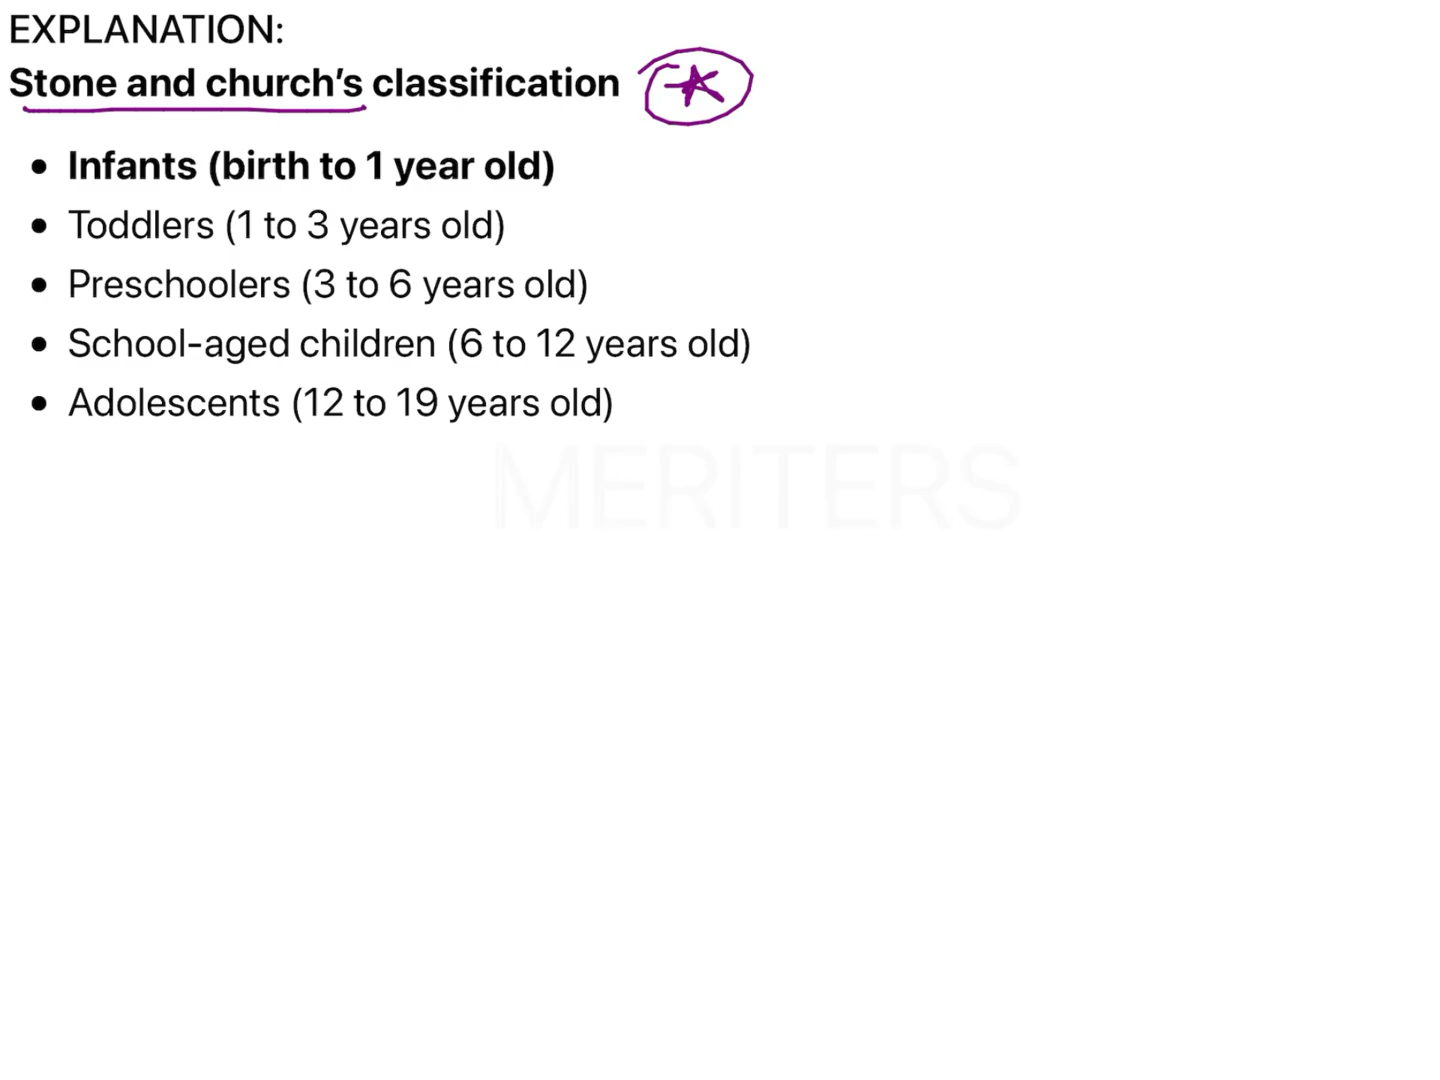 EXPLANATION:
Stone and church’s classification
• Infants (birth to 1 year old)
• Toddlers (1 to 3 years old)
• Preschoolers (3 to 6 years old)
• School-aged children (6 to 12 years old)
• Adolescents (12 to 19 years old)
MERITERS